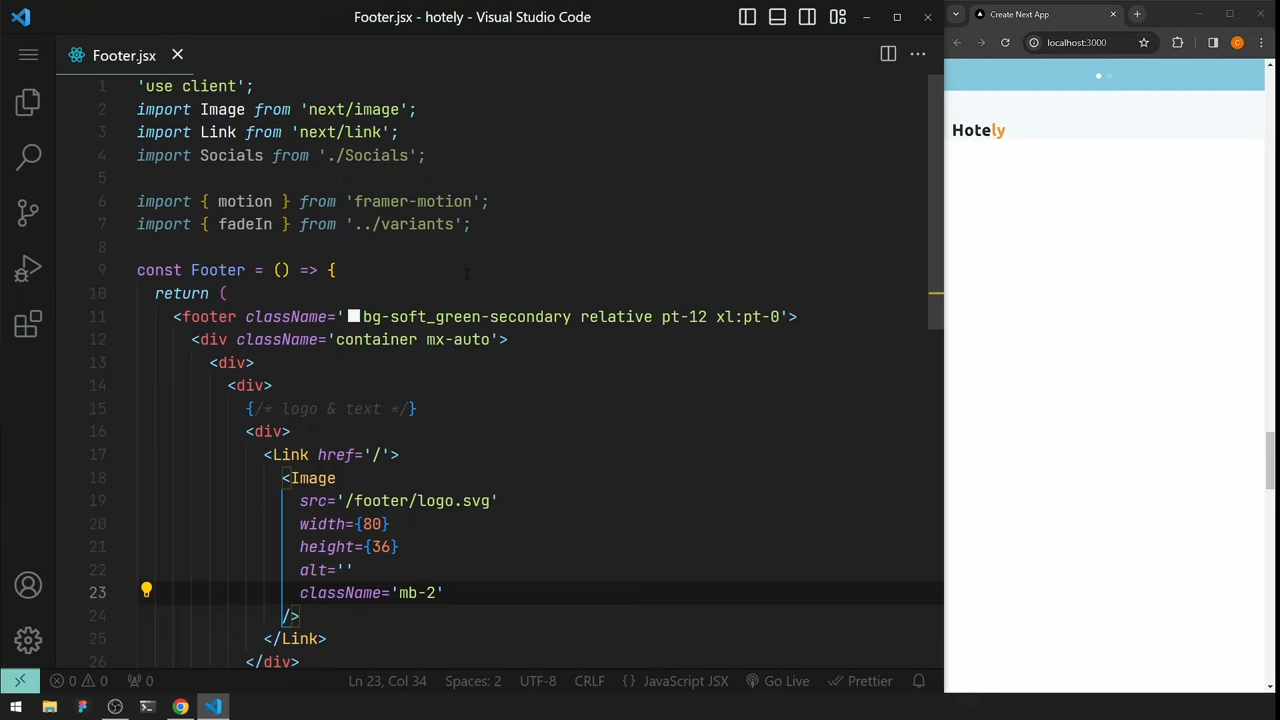 Footer.jsx - hotely - Visual Studio Code
Footer.jsx
1 'use client';
2 import Image from 'next/image';
3 import Link from 'next/link';
4 import Socials from './Socials';
5
6 import { motion } from 'framer-motion';
7 import { fadeIn } from '../variants';
8
9 const Footer = () => {
10 return (
11 <footer className='bg-soft_green-secondary relative pt-12 xl:pt-0'>
12 <div className='container mx-auto'>
13 <div>
14 <div>
15 {/* logo & text */}
16 <div>
17 <Link href='/'>
18 <Image
19 src='/footer/logo.svg'
20 width={80}
21 height={36}
22 alt=''
23 className='mb-2'
24 />
25 </Link>
26 </div>
0 0 0 Ln 23, Col 34 Spaces: 2 UTF-8 CRLF {} JavaScript JSX Go Live Prettier
Create Next App
localhost:3000
C
Hotely